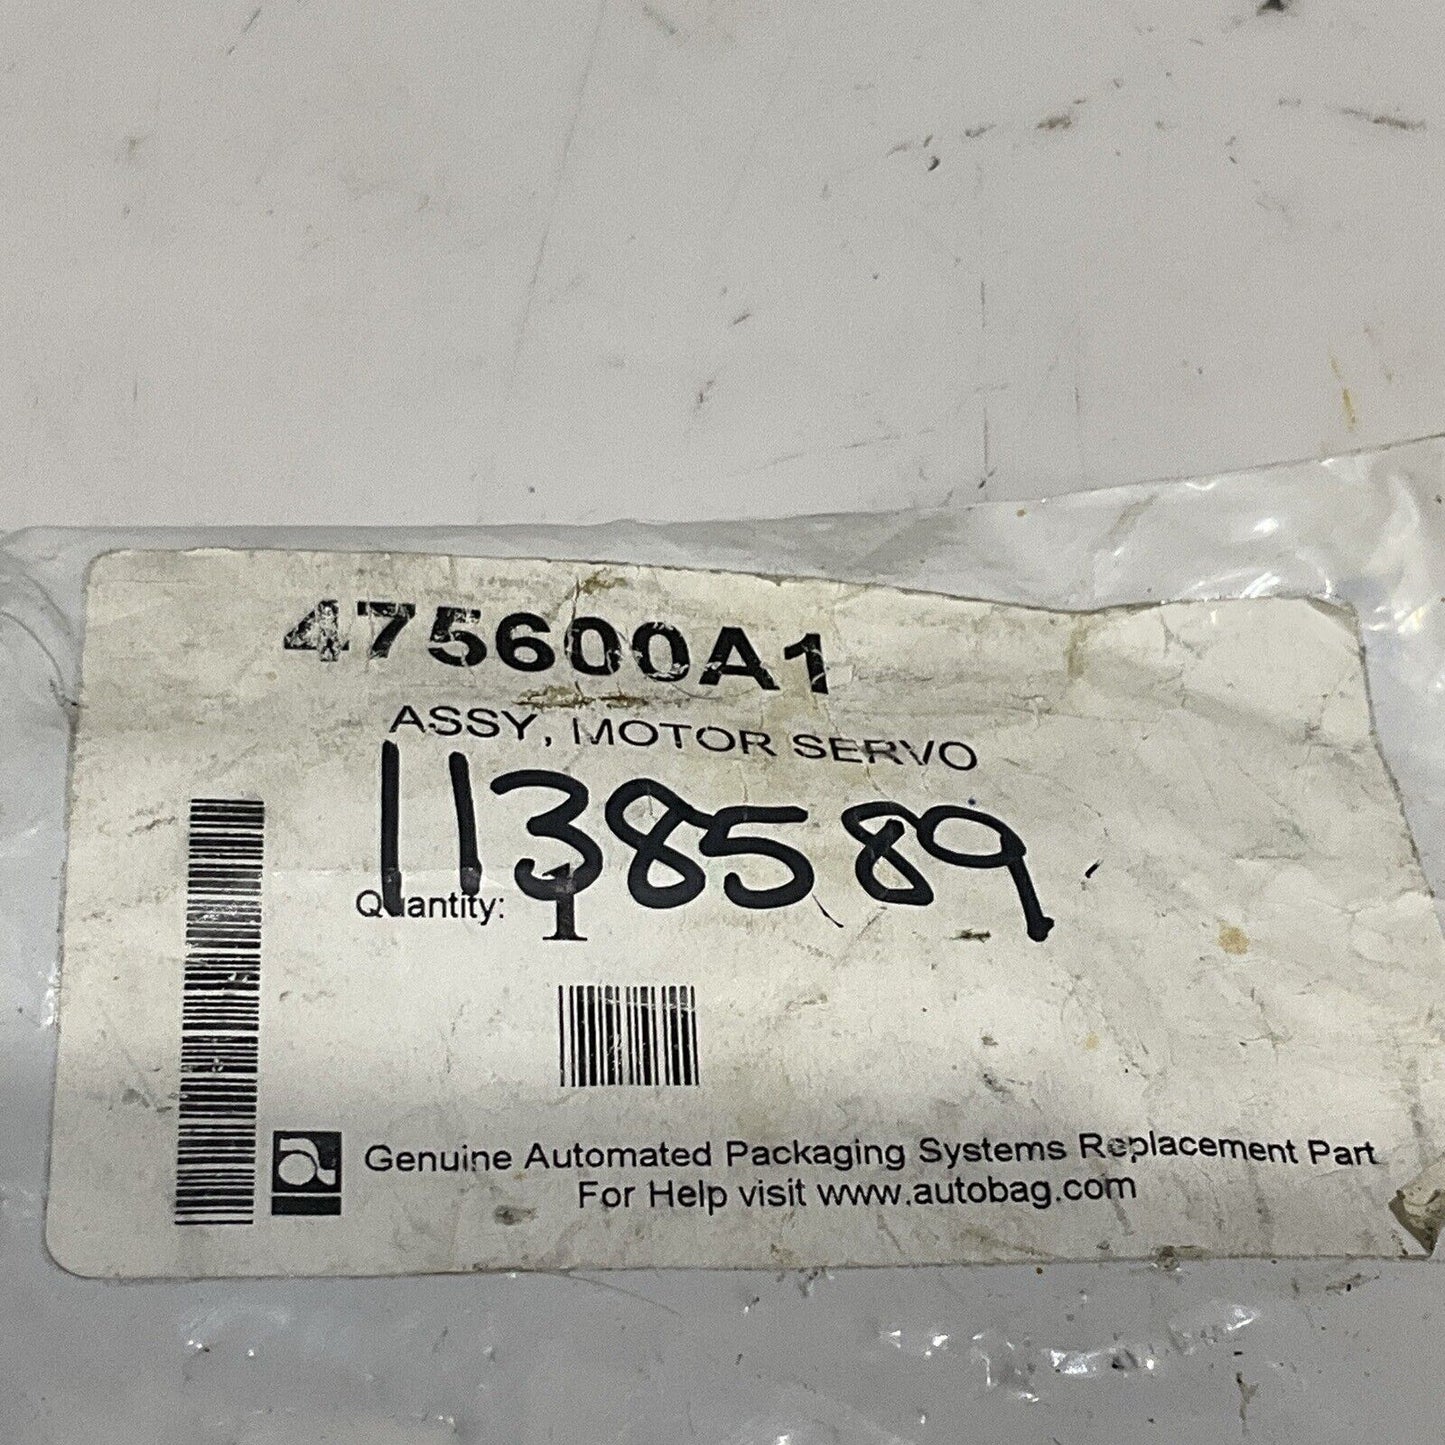 475600A1
ASSY, MOTOR SERVO
1138589
Quantity: 1
Genuine Automated Packaging Systems Replacement Part
For Help visit www.autobag.com